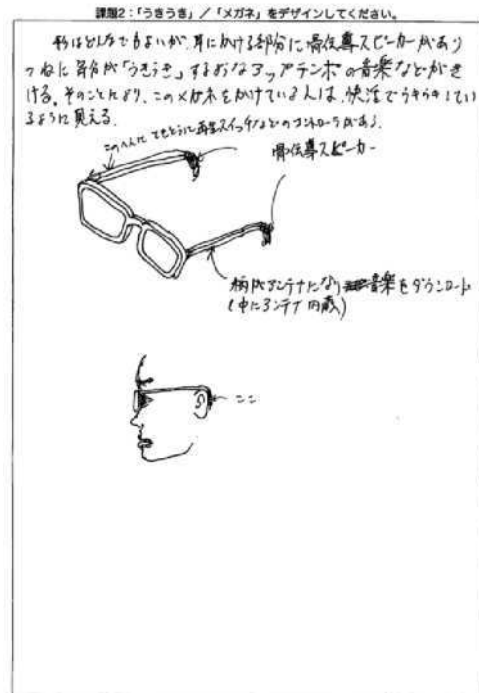 課題2：「うきうき」／「メガネ」をデザインしてください。
形はどんなでもよいが、耳にかける部分に骨伝導スピーカーがあり
つねに気分が「うきうき」するようなアップテンポの音楽などがき
ける。そのことにより、このメガネをかけている人は、快活でうきうきしてい
るように見える。
このへんに てきとうに再生スイッチなどのコントローラがある.
骨伝導スピーカー
柄がアンテナになり 音楽をダウンロード
(中にアンテナ内蔵)
ここ